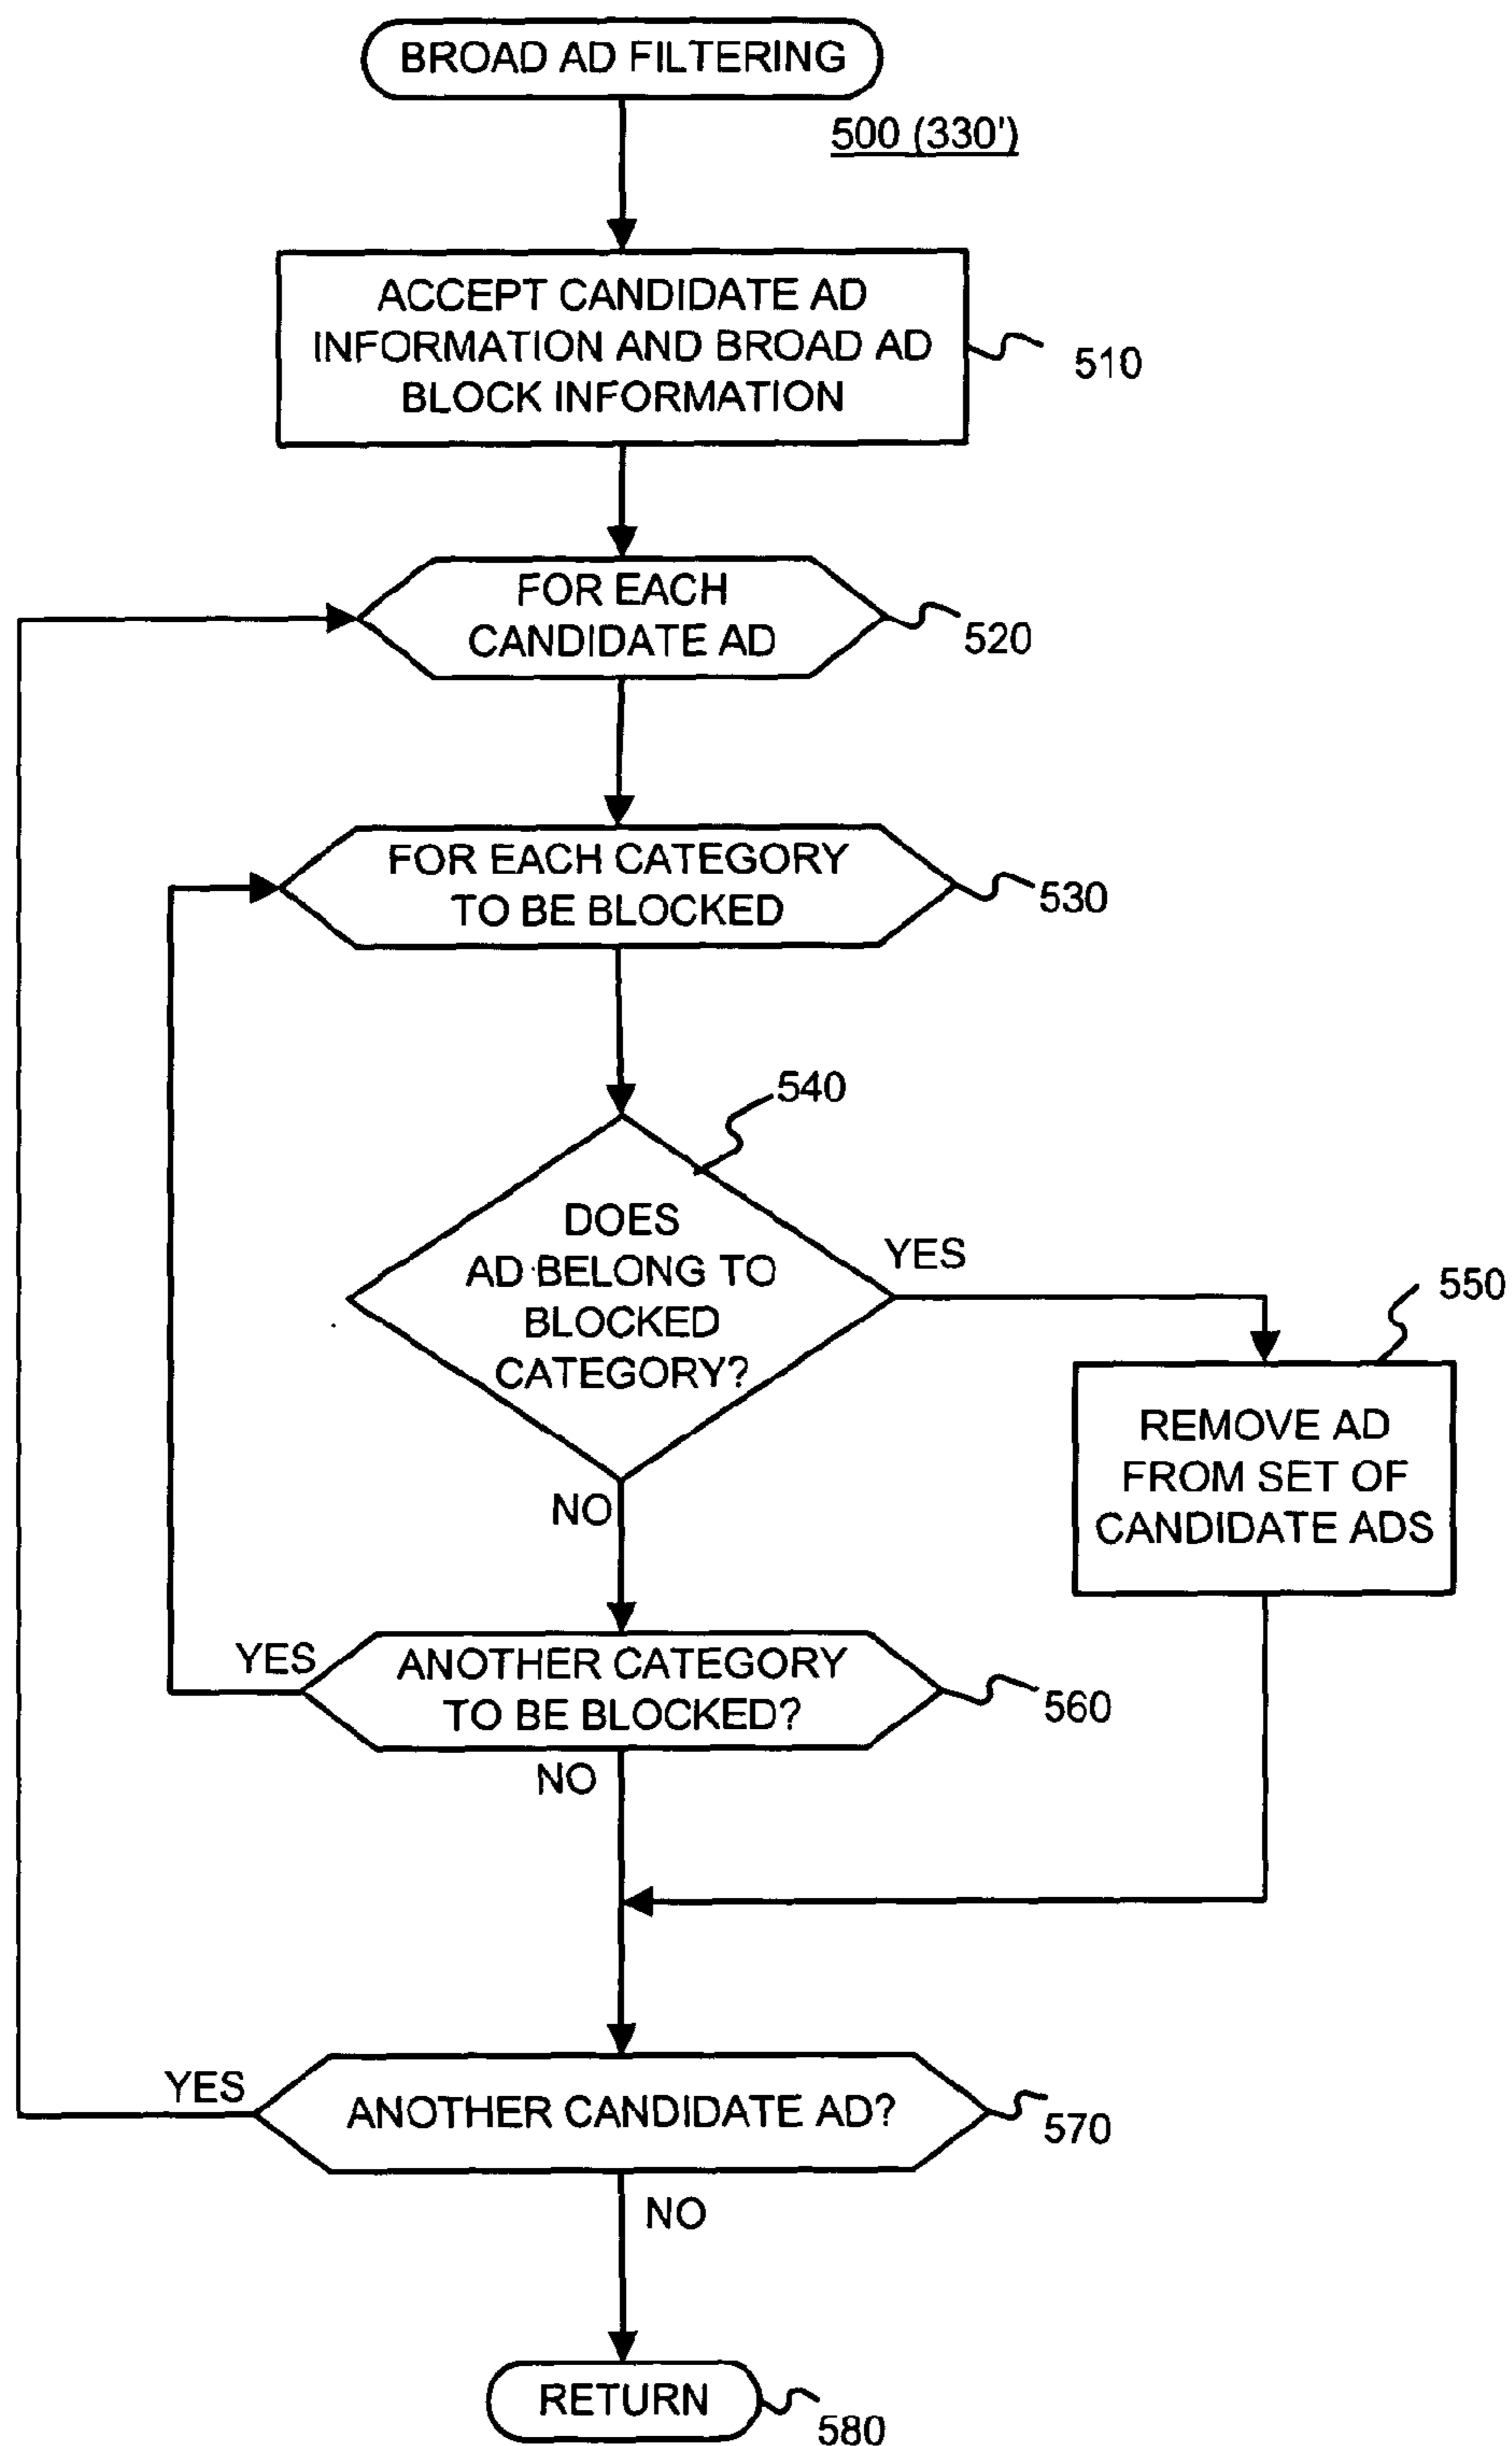 BROAD AD FILTERING
500 (330')
ACCEPT CANDIDATE AD
INFORMATION AND BROAD AD
BLOCK INFORMATION
510
FOR EACH
CANDIDATE AD
520
FOR EACH CATEGORY
TO BE BLOCKED
530
540
DOES
AD BELONG TO
BLOCKED
CATEGORY?
YES
550
REMOVE AD
FROM SET OF
CANDIDATE ADS
NO
YES
ANOTHER CATEGORY
TO BE BLOCKED?
560
NO
YES
ANOTHER CANDIDATE AD?
570
NO
RETURN
580